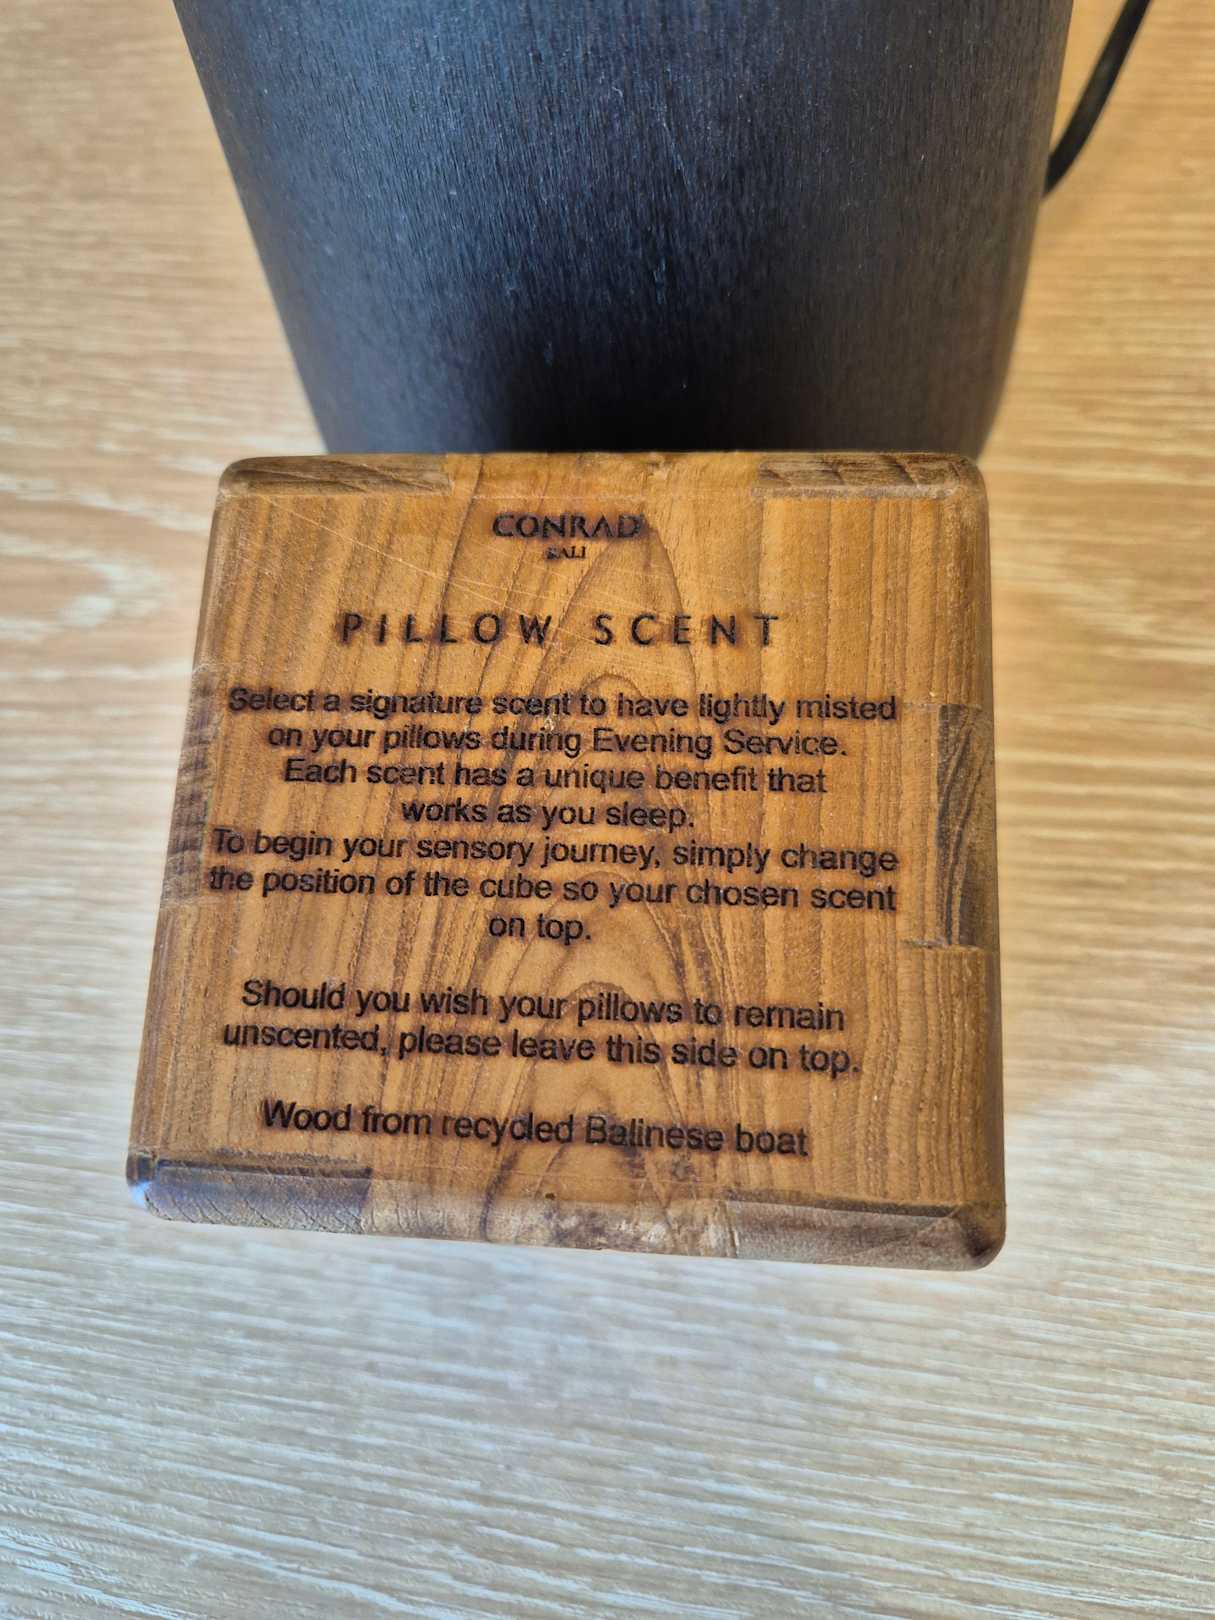 CONRAD
BALI
PILLOW SCENT
Select a signature scent to have lightly misted
on your pillows during Evening Service.
Each scent has a unique benefit that
works as you sleep.
To begin your sensory journey, simply change
the position of the cube so your chosen scent
on top.
Should you wish your pillows to remain
unscented, please leave this side on top.
Wood from recycled Balinese boat